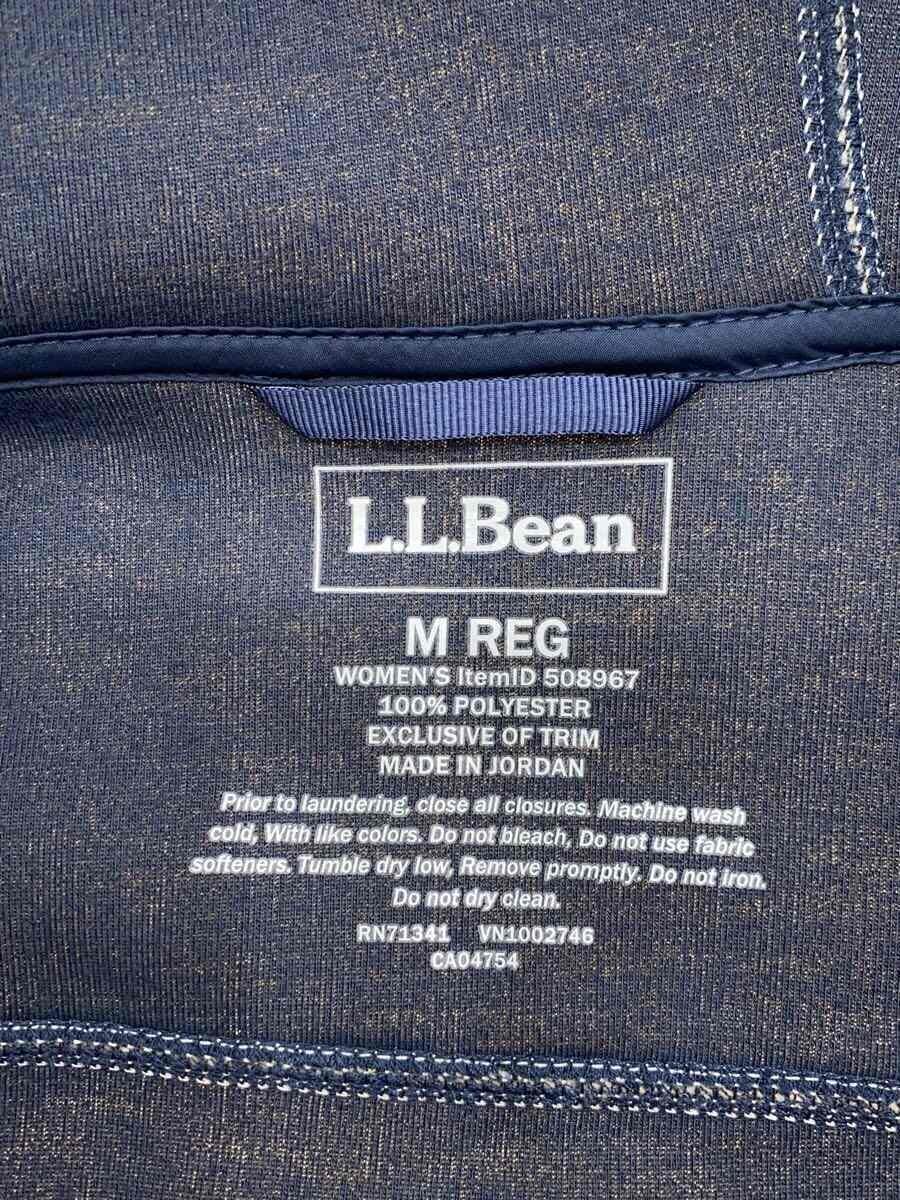 L.L.Bean
M REG
WOMEN'S ItemID 508967
100% POLYESTER
EXCLUSIVE OF TRIM
MADE IN JORDAN
Prior to laundering, close all closures. Machine wash
cold, With like colors. Do not bleach, Do not use fabric
softeners. Tumble dry low, Remove promptly. Do not iron.
Do not dry clean.
RN71341 VN1002746
CA04754